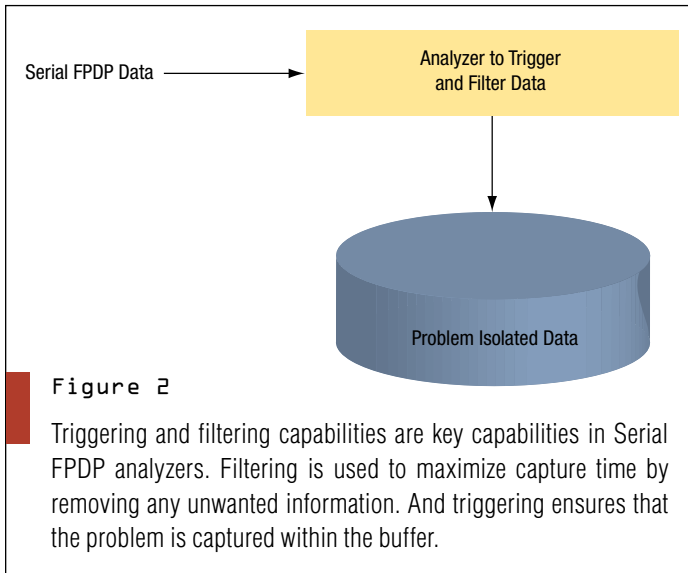 Serial FPDP Data
Analyzer to Trigger
and Filter Data
Problem Isolated Data
Figure 2
Triggering and filtering capabilities are key capabilities in Serial
FPDP analyzers. Filtering is used to maximize capture time by
removing any unwanted information. And triggering ensures that
the problem is captured within the buffer.